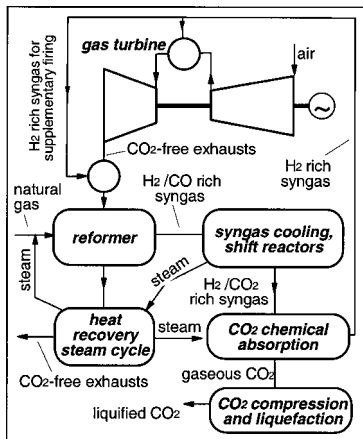 gas turbine
air
H2 rich syngas for
supplementary firing
~
CO2-free exhausts
H2 rich
syngas
natural
gas
H2 /CO rich
syngas
reformer
syngas cooling,
shift reactors
steam
steam
H2 /CO2
rich syngas
heat
recovery
steam cycle
steam
CO2 chemical
absorption
CO2-free exhausts
gaseous CO2
liquified CO2
CO2 compression
and liquefaction